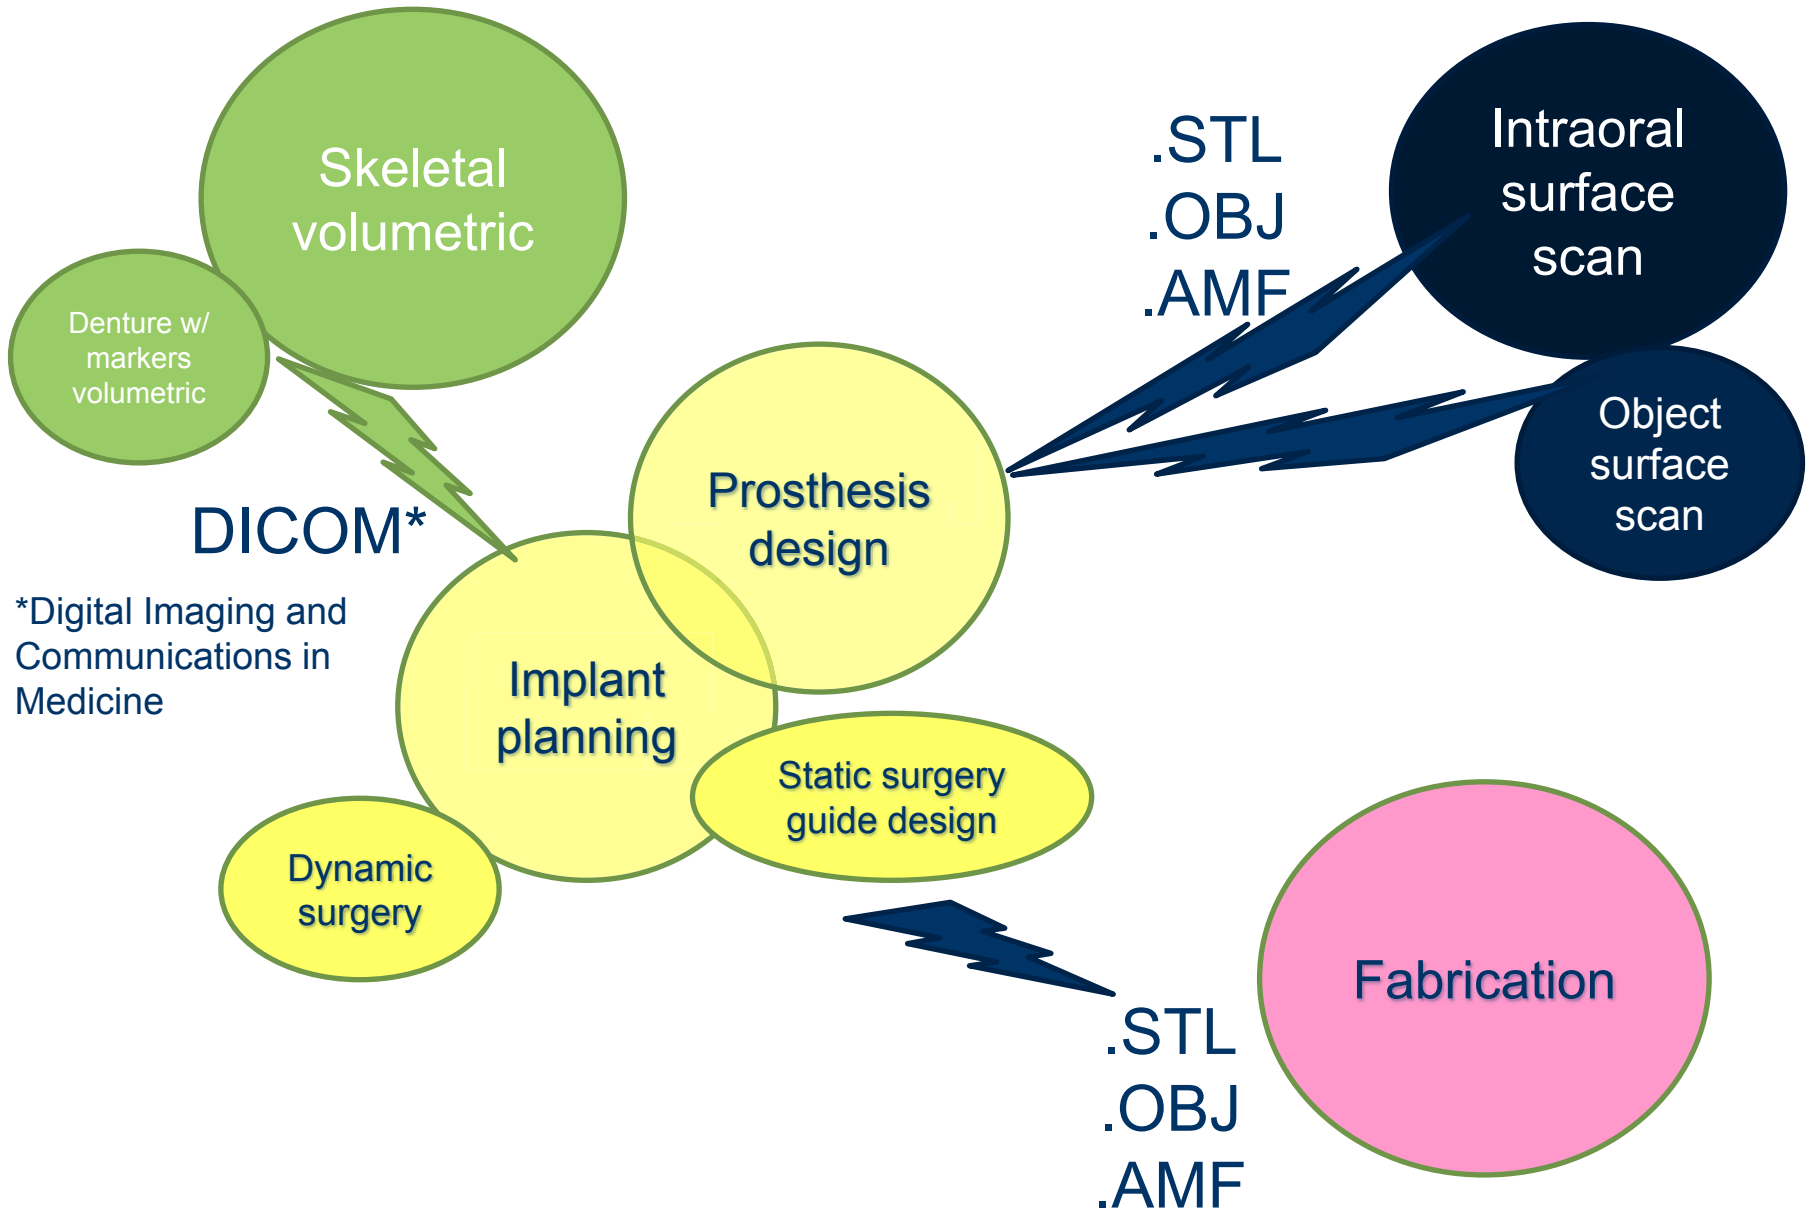 Skeletal
volumetric
Denture w/
markers
volumetric
DICOM*
*Digital Imaging and
Communications in
Medicine
.STL
.OBJ
.AMF
Intraoral
surface
scan
Object
surface
scan
Prosthesis
design
Implant
planning
Static surgery
guide design
Dynamic
surgery
Fabrication
.STL
.OBJ
.AMF